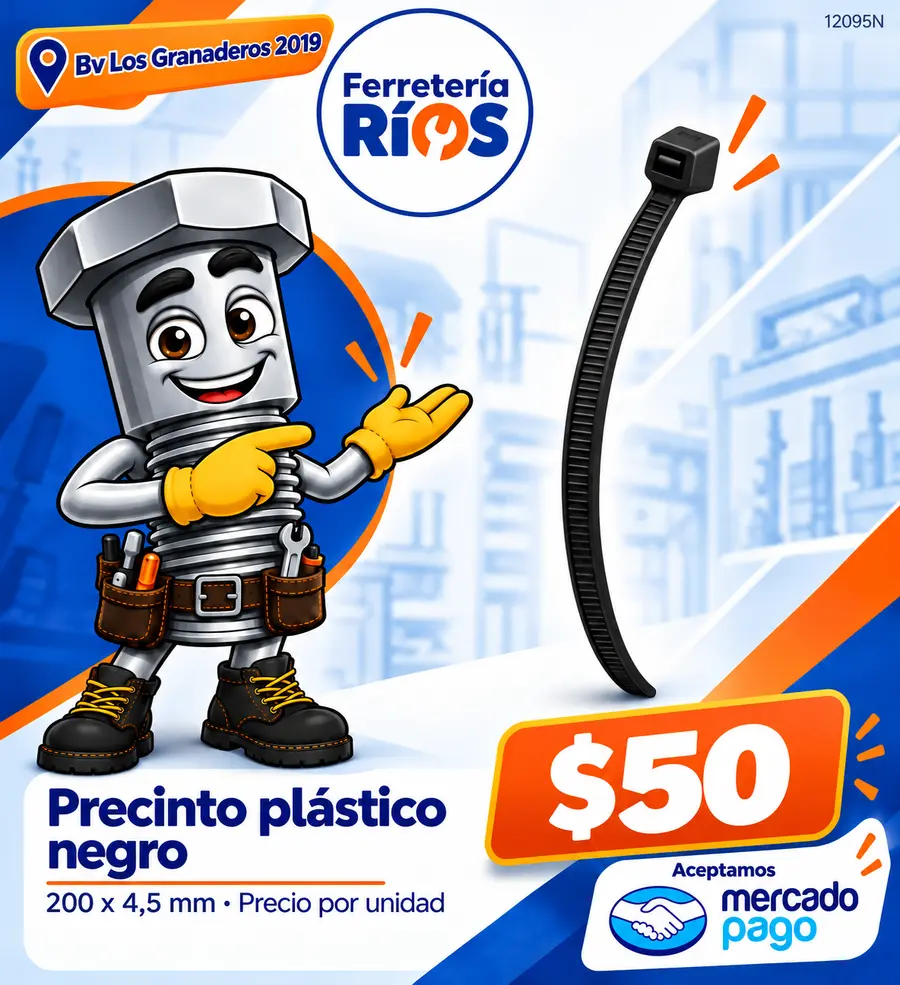 Bv Los Granaderos 2019
Ferretería
RÍOS
12095N
$50
Precinto plástico
negro
200 x 4,5 mm • Precio por unidad
Aceptamos
mercado
pago